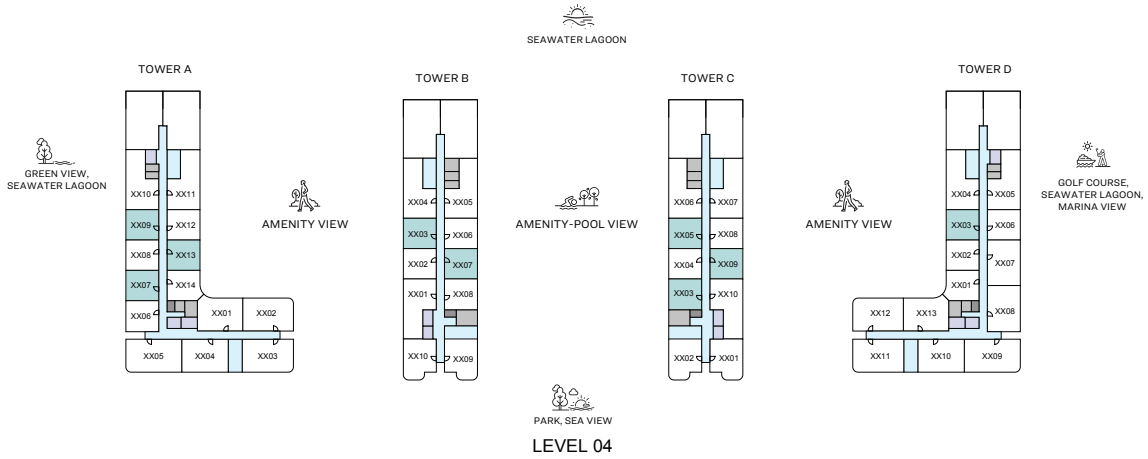 SEAWATER LAGOON
TOWER A
TOWER B
TOWER C
TOWER D
GREEN VIEW,
SEAWATER LAGOON
AMENITY VIEW
AMENITY-POOL VIEW
AMENITY VIEW
GOLF COURSE,
SEAWATER LAGOON,
MARINA VIEW
XX10 XX11
XX09 XX12
XX08 XX13
XX07 XX14
XX06 XX01 XX02
XX05 XX04 XX03
XX04 XX05
XX03 XX06
XX02 XX07
XX01 XX08
XX10 XX09
XX06 XX07
XX05 XX08
XX04 XX09
XX03 XX10
XX02 XX01
XX04 XX05
XX03 XX06
XX02 XX07
XX01
XX12 XX13 XX08
XX11 XX10 XX09
PARK, SEA VIEW
LEVEL 04